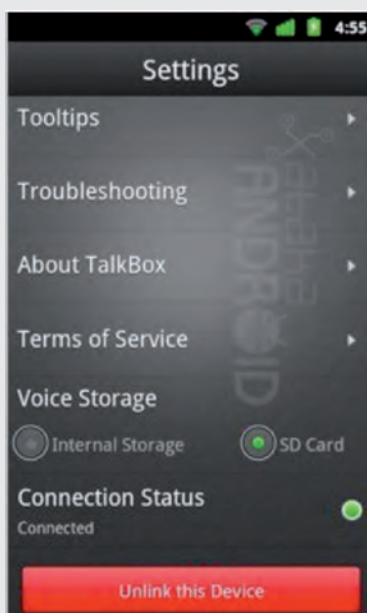 4:55
Settings
Tooltips
Troubleshooting
About TalkBox
Terms of Service
Voice Storage
Internal Storage
SD Card
Connection Status
Connected
Unlink this Device
Xataka
ANDROID